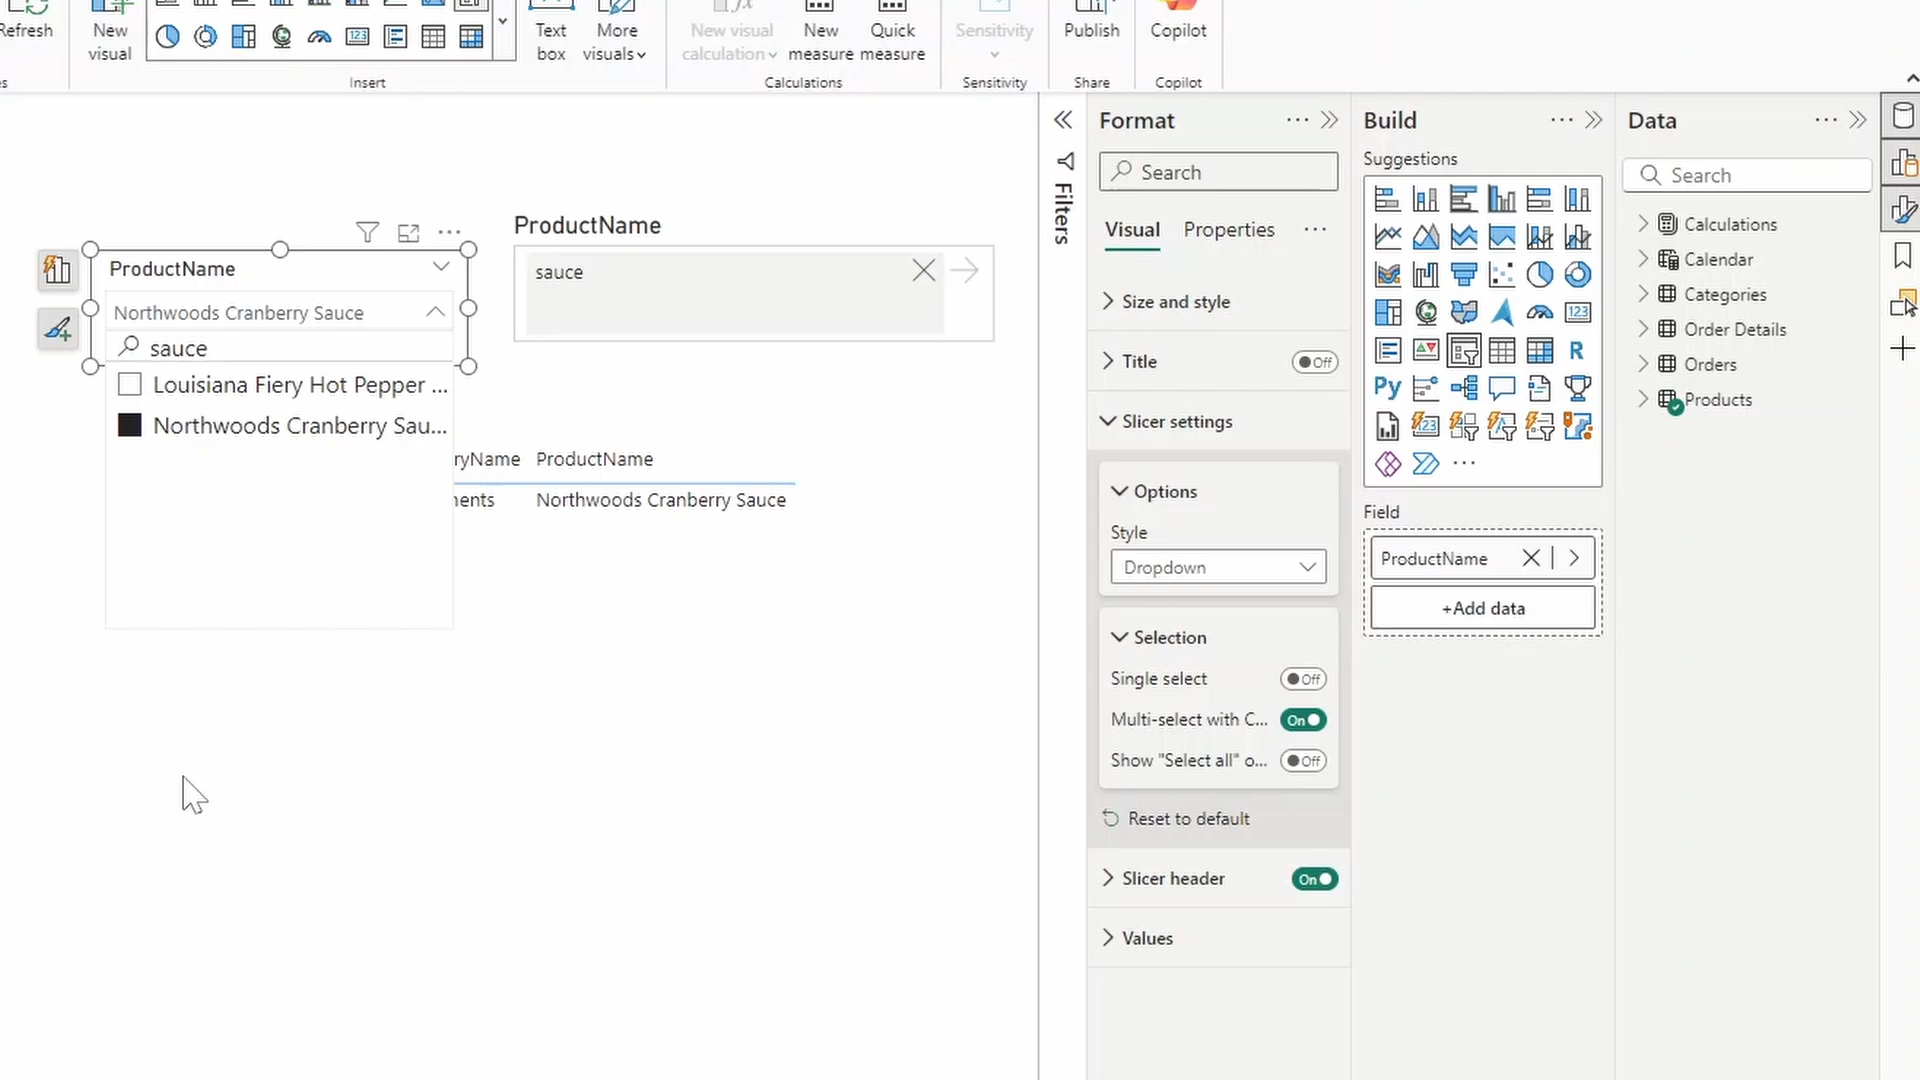 Refresh
New visual
Text box
More visuals
New visual calculation
New measure
Quick measure
Sensitivity
Publish
Copilot
Insert
Calculations
Sensitivity
Share
Copilot
Filters
Format
Search
Visual
Properties
Size and style
Title
Off
Slicer settings
Options
Style
Dropdown
Selection
Single select
Off
Multi-select with C...
On
Show "Select all" o...
Off
Reset to default
Slicer header
On
Values
Build
Suggestions
123
R
Py
123
Field
ProductName
+Add data
Data
Search
Calculations
Calendar
Categories
Order Details
Orders
Products
ProductName
Northwoods Cranberry Sauce
sauce
Louisiana Fiery Hot Pepper ...
Northwoods Cranberry Sau...
ProductName
sauce
ryName ProductName
Northwoods Cranberry Sauce